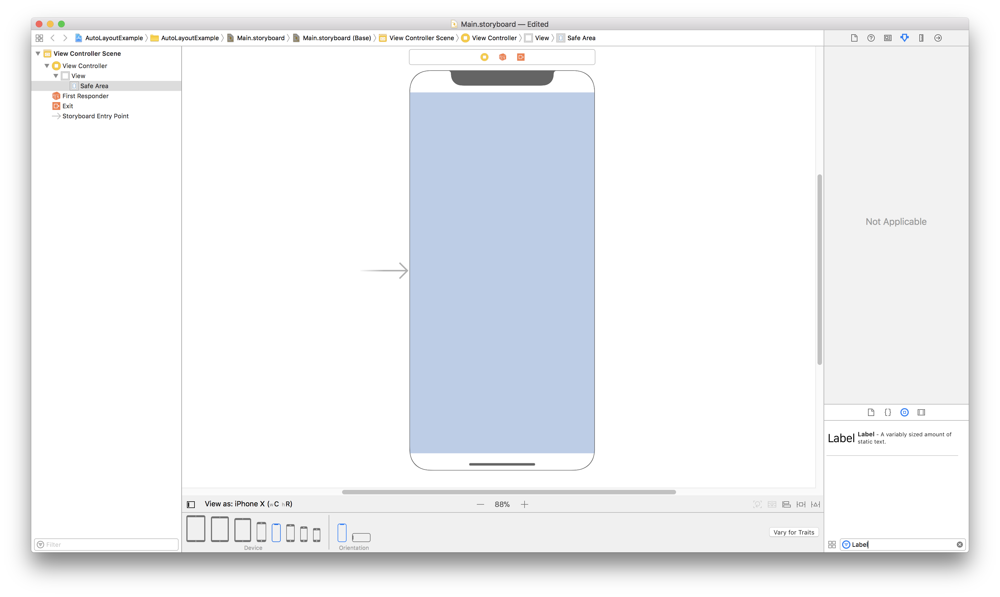 Main.storyboard — Edited
AutoLayoutExample
AutoLayoutExample
Main.storyboard
Main.storyboard (Base)
View Controller Scene
View Controller
View
Safe Area
View Controller Scene
View Controller
View
Safe Area
First Responder
Exit
Storyboard Entry Point
Not Applicable
Label
Label - A variably sized amount of
static text.
View as: iPhone X (wC hR)
88%
Device
Orientation
Vary for Traits
Filter
Label